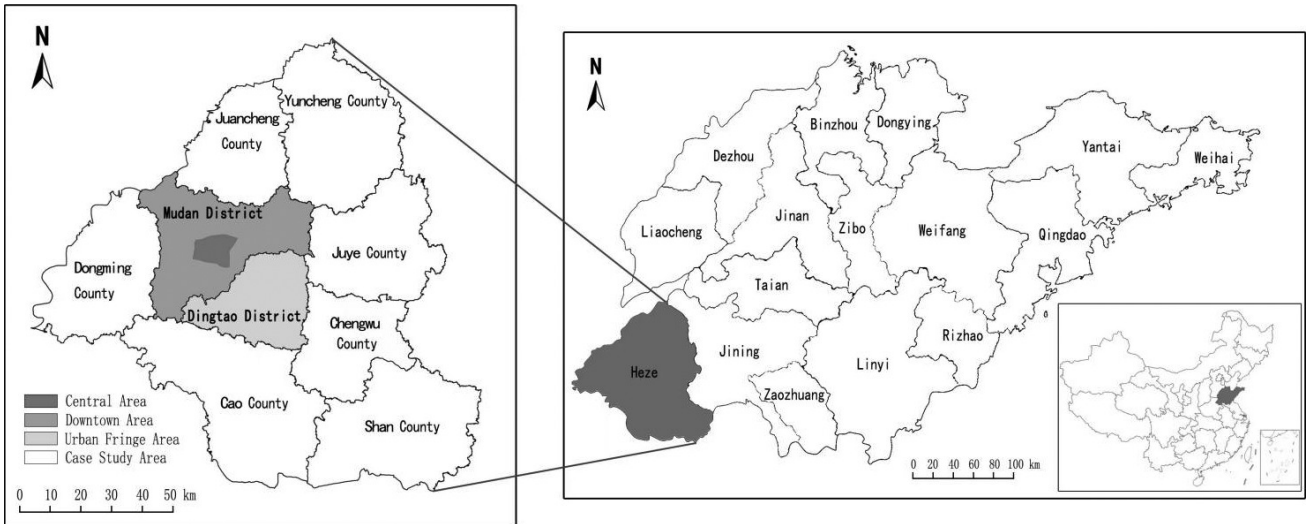 N
Yuncheng County
Juancheng
County
Mudan District
Juye County
Dongming
County
Dingtao District
Chengwu
County
Cao County
Shan County
Central Area
Downtown Area
Urban Fringe Area
Case Study Area
0 10 20 30 40 50 km
N
Binzhou
Dongying
Dezhou
Yantai
Weihai
Jinan
Liaocheng
Zibo
Weifang
Qingdao
Taian
Rizhao
Jining
Linyi
Heze
Zaozhuang
0 20 40 60 80 100 km